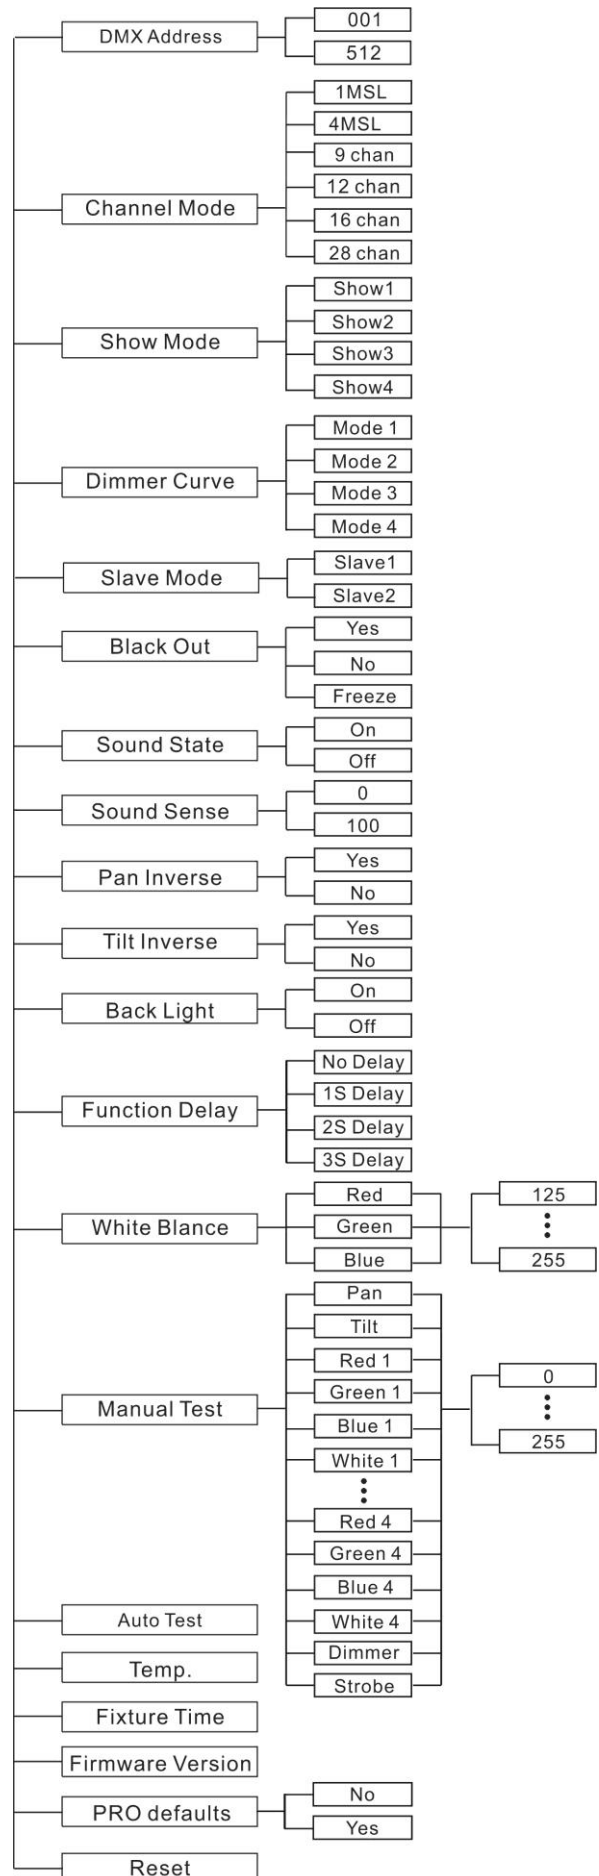 DMX Address
001
512
Channel Mode
1MSL
4MSL
9 chan
12 chan
16 chan
28 chan
Show Mode
Show1
Show2
Show3
Show4
Dimmer Curve
Mode 1
Mode 2
Mode 3
Mode 4
Slave Mode
Slave1
Slave2
Black Out
Yes
No
Freeze
Sound State
On
Off
Sound Sense
0
100
Pan Inverse
Yes
No
Tilt Inverse
Yes
No
Back Light
On
Off
Function Delay
No Delay
1S Delay
2S Delay
3S Delay
White Blance
Red
Green
Blue
125
255
Manual Test
Pan
Tilt
Red 1
Green 1
Blue 1
White 1
Red 4
Green 4
Blue 4
White 4
Dimmer
Strobe
0
255
Auto Test
Temp.
Fixture Time
Firmware Version
PRO defaults
No
Yes
Reset